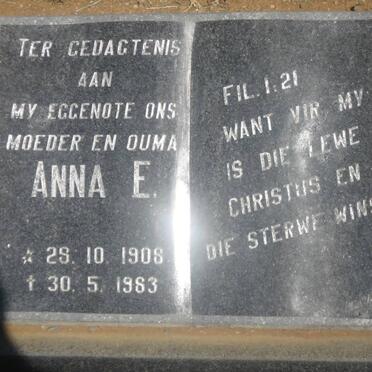 TER GEDAGTENIS
AAN
MY EGGENOTE ONS
MOEDER EN OUMA
ANNA E.
☆ 29. 10. 1908
† 30. 5. 1983
FIL. 1:21
WANT VIR MY
IS DIE LEWE
CHRISTUS EN
DIE STERWE WINS